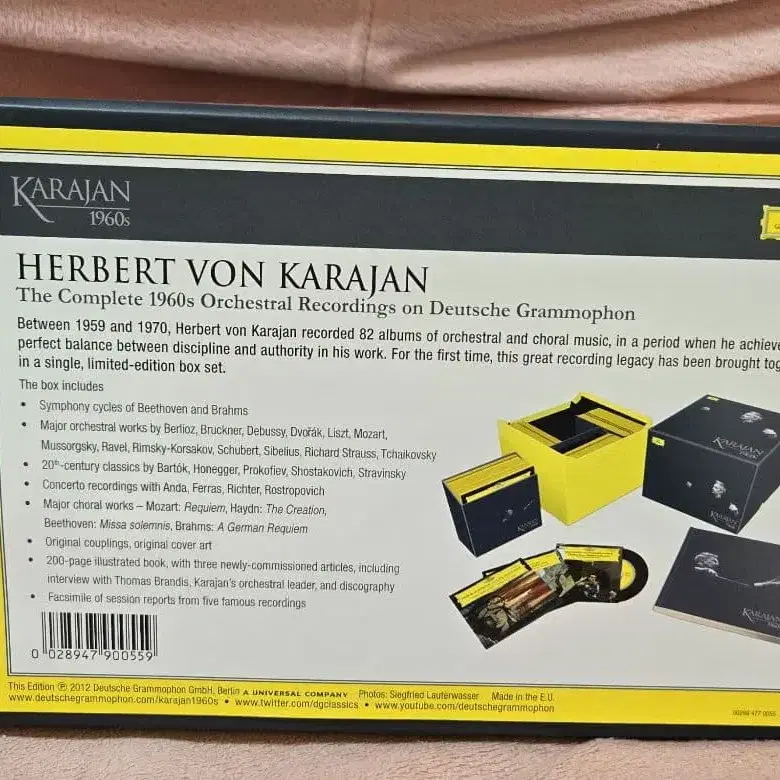 KARAJAN
1960s
HERBERT VON KARAJAN
The Complete 1960s Orchestral Recordings on Deutsche Grammophon
Between 1959 and 1970, Herbert von Karajan recorded 82 albums of orchestral and choral music, in a period when he achieve
perfect balance between discipline and authority in his work. For the first time, this great recording legacy has been brought tog
in a single, limited-edition box set.
The box includes
• Symphony cycles of Beethoven and Brahms
• Major orchestral works by Berlioz, Bruckner, Debussy, Dvořák, Liszt, Mozart,
Mussorgsky, Ravel, Rimsky-Korsakov, Schubert, Sibelius, Richard Strauss, Tchaikovsky
• 20th-century classics by Bartók, Honegger, Prokofiev, Shostakovich, Stravinsky
• Concerto recordings with Anda, Ferras, Richter, Rostropovich
• Major choral works – Mozart: Requiem, Haydn: The Creation,
Beethoven: Missa solemnis, Brahms: A German Requiem
• Original couplings, original cover art
• 200-page illustrated book, with three newly-commissioned articles, including
interview with Thomas Brandis, Karajan's orchestral leader, and discography
• Facsimile of session reports from five famous recordings
KARAJAN
1960s
KARAJAN
KARAJAN
0 028947 900559
This Edition ℗ 2012 Deutsche Grammophon GmbH, Berlin A UNIVERSAL COMPANY Photos: Siegfried Lauterwasser Made in the E.U.
www.deutschegrammophon.com/karajan1960s • www.twitter.com/dgclassics • www.youtube.com/deutschegrammophon